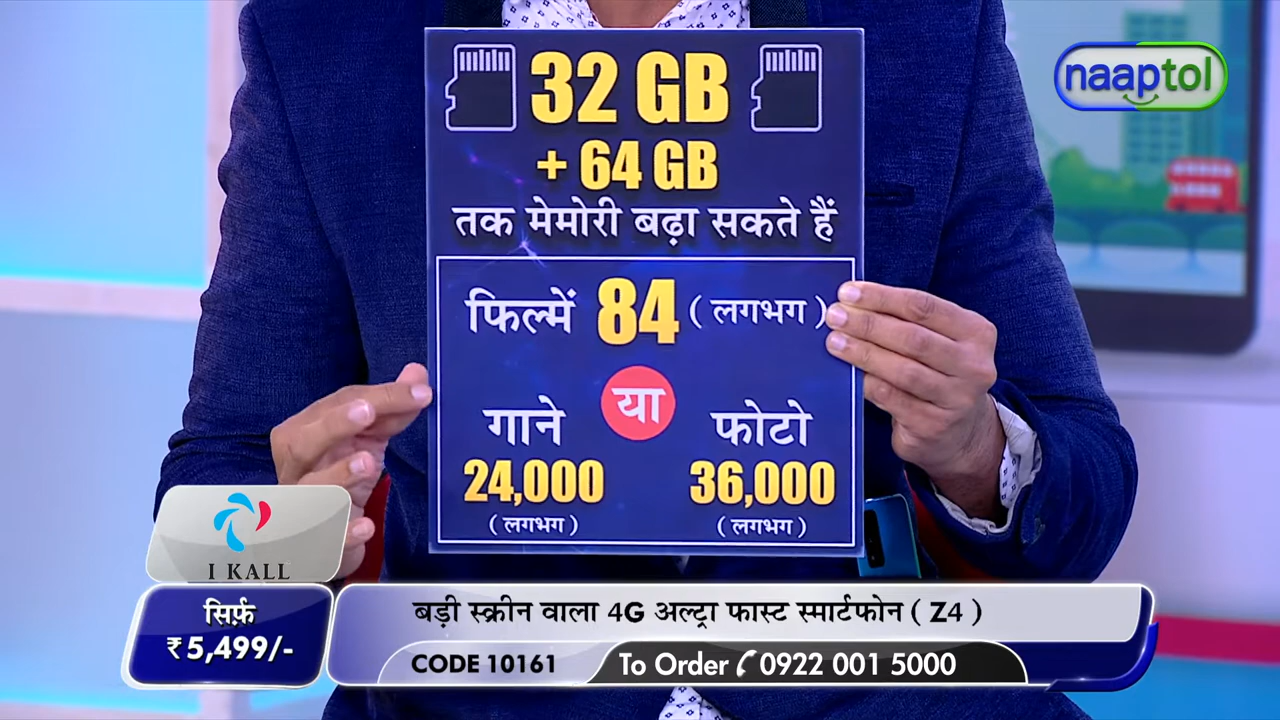 naaptol
32 GB
+ 64 GB
तक मेमोरी बढ़ा सकते हैं
फिल्में 84 ( लगभग )
या
गाने
24,000
( लगभग )
फोटो
36,000
( लगभग )
I KALL
सिर्फ़
₹5,499/-
बड़ी स्क्रीन वाला 4G अल्ट्रा फास्ट स्मार्टफोन ( Z4 )
CODE 10161
To Order 0922 001 5000